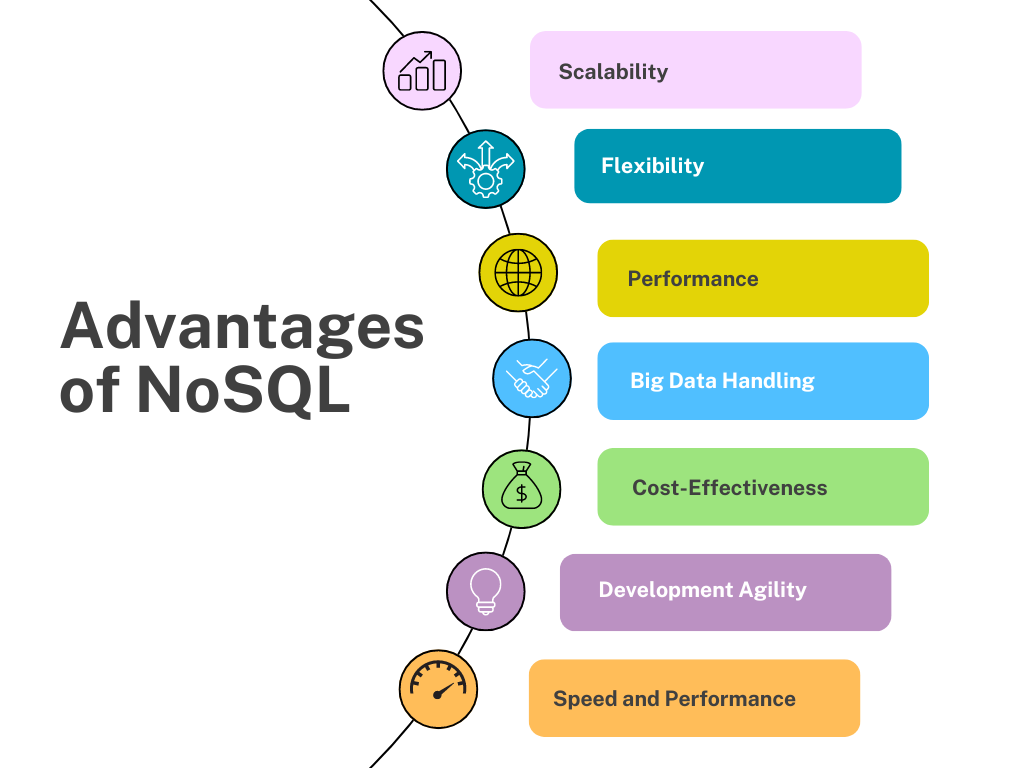 Advantages
of NoSQL
Scalability
Flexibility
Performance
Big Data Handling
$
Cost-Effectiveness
Development Agility
Speed and Performance